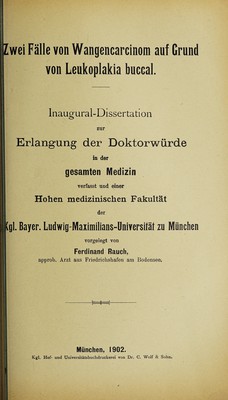 Zwei Fälle von Wangencarcinom auf Grund
von Leukoplakia buccal.
Inaugural-Dissertation
zur
Erlangung der Doktorwürde
in der
gesamten Medizin
verfasst und einer
Hohen medizinischen Fakultät
der
Kgl. Bayer. Ludwig-Maximilians-Universität zu München
vorgelegt von
Ferdinand Rauch,
approb. Arzt aus Friedrichshafen am Bodensee.
München, 1902.
Kgl. Hof- und Universitätsbuchdruckerei von Dr. C. Wolf & Sohn.